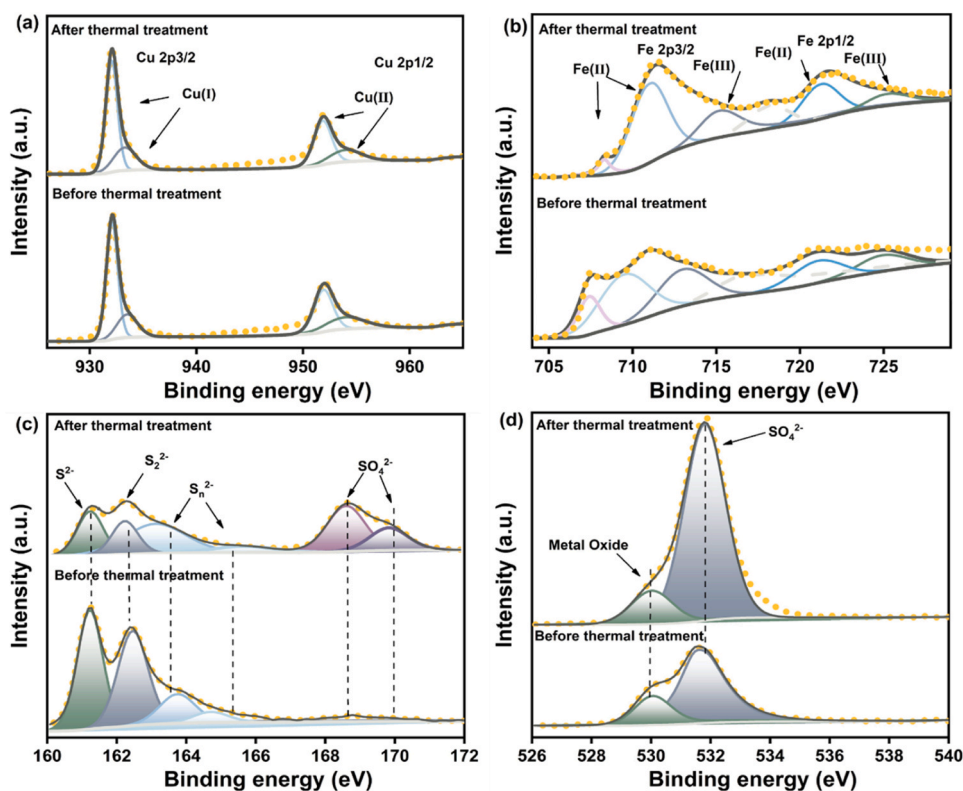 (a)
After thermal treatment
Cu 2p3/2
Cu 2p1/2
Cu(I)
Cu(II)
Before thermal treatment
Intensity (a.u.)
930 940 950 960
Binding energy (eV)
(b)
After thermal treatment
Fe 2p3/2
Fe 2p1/2
Fe(II)
Fe(III)
Fe(II)
Fe(III)
Before thermal treatment
Intensity (a.u.)
705 710 715 720 725
Binding energy (eV)
(c)
After thermal treatment
S²⁻
S₂²⁻
Sₙ²⁻
SO₄²⁻
Before thermal treatment
Intensity (a.u.)
160 162 164 166 168 170 172
Binding energy (eV)
(d)
After thermal treatment
SO₄²⁻
Metal Oxide
Before thermal treatment
Intensity (a.u.)
526 528 530 532 534 536 538 540
Binding energy (eV)